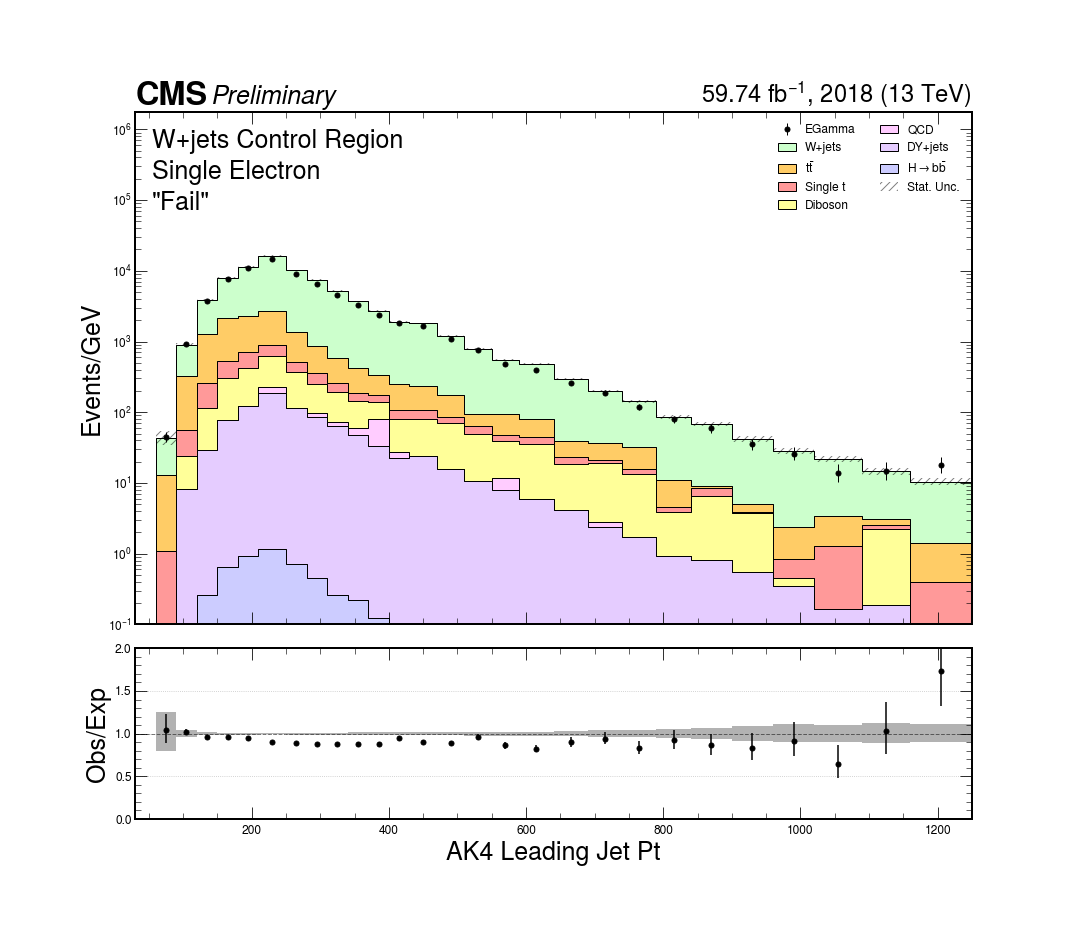 CMS Preliminary 59.74 fb⁻¹, 2018 (13 TeV)
W+jets Control Region
Single Electron
"Fail"
EGamma
W+jets
tt̄
Single t
Diboson
QCD
DY+jets
H→bb̄
Stat. Unc.
Events/GeV
10⁶
10⁵
10⁴
10³
10²
10¹
10⁰
10⁻¹
Obs/Exp
2.0
1.5
1.0
0.5
0.0
200 400 600 800 1000 1200
AK4 Leading Jet Pt